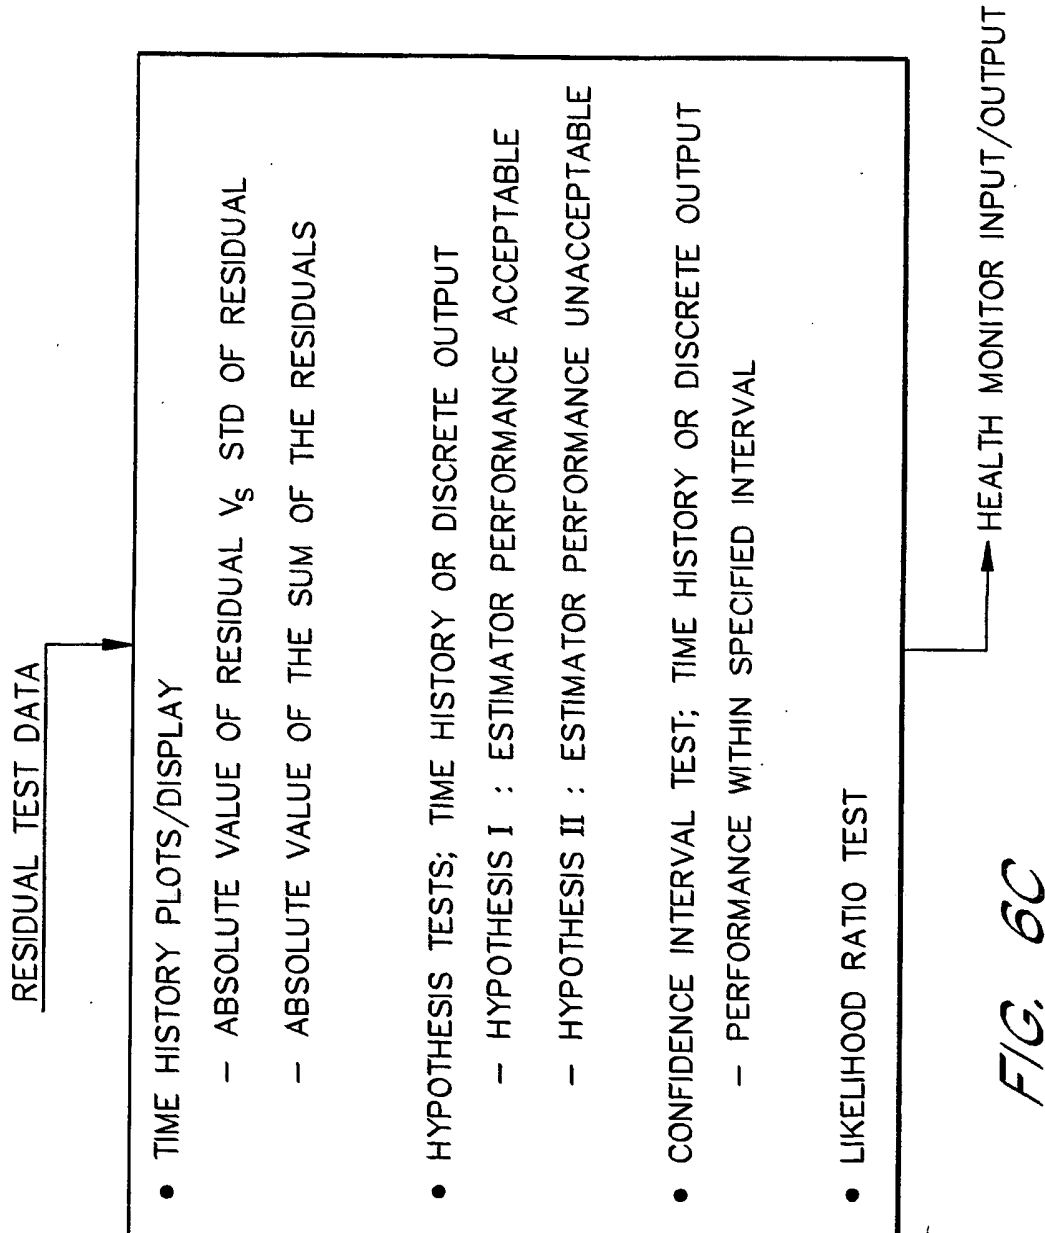 RESIDUAL TEST DATA
• TIME HISTORY PLOTS/DISPLAY
– ABSOLUTE VALUE OF RESIDUAL VS STD OF RESIDUAL
– ABSOLUTE VALUE OF THE SUM OF THE RESIDUALS
• HYPOTHESIS TESTS; TIME HISTORY OR DISCRETE OUTPUT
– HYPOTHESIS I : ESTIMATOR PERFORMANCE ACCEPTABLE
– HYPOTHESIS II : ESTIMATOR PERFORMANCE UNACCEPTABLE
• CONFIDENCE INTERVAL TEST; TIME HISTORY OR DISCRETE OUTPUT
– PERFORMANCE WITHIN SPECIFIED INTERVAL
• LIKELIHOOD RATIO TEST
HEALTH MONITOR INPUT/OUTPUT
FIG. 6C